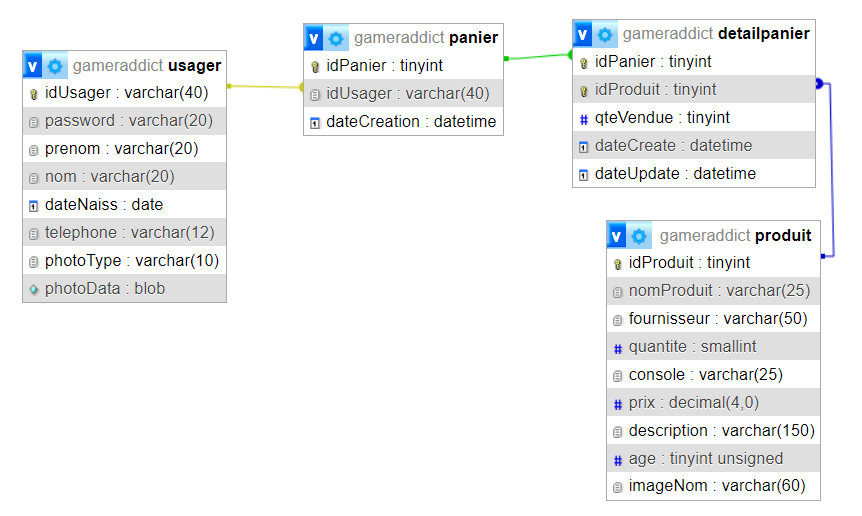 v gameraddict usager
idUsager : varchar(40)
password : varchar(20)
prenom : varchar(20)
nom : varchar(20)
dateNaiss : date
telephone : varchar(12)
photoType : varchar(10)
photoData : blob
v gameraddict panier
idPanier : tinyint
idUsager : varchar(40)
dateCreation : datetime
v gameraddict detailpanier
idPanier : tinyint
idProduit : tinyint
# qteVendue : tinyint
dateCreate : datetime
dateUpdate : datetime
v gameraddict produit
idProduit : tinyint
nomProduit : varchar(25)
fournisseur : varchar(50)
# quantite : smallint
console : varchar(25)
# prix : decimal(4,0)
description : varchar(150)
# age : tinyint unsigned
imageNom : varchar(60)